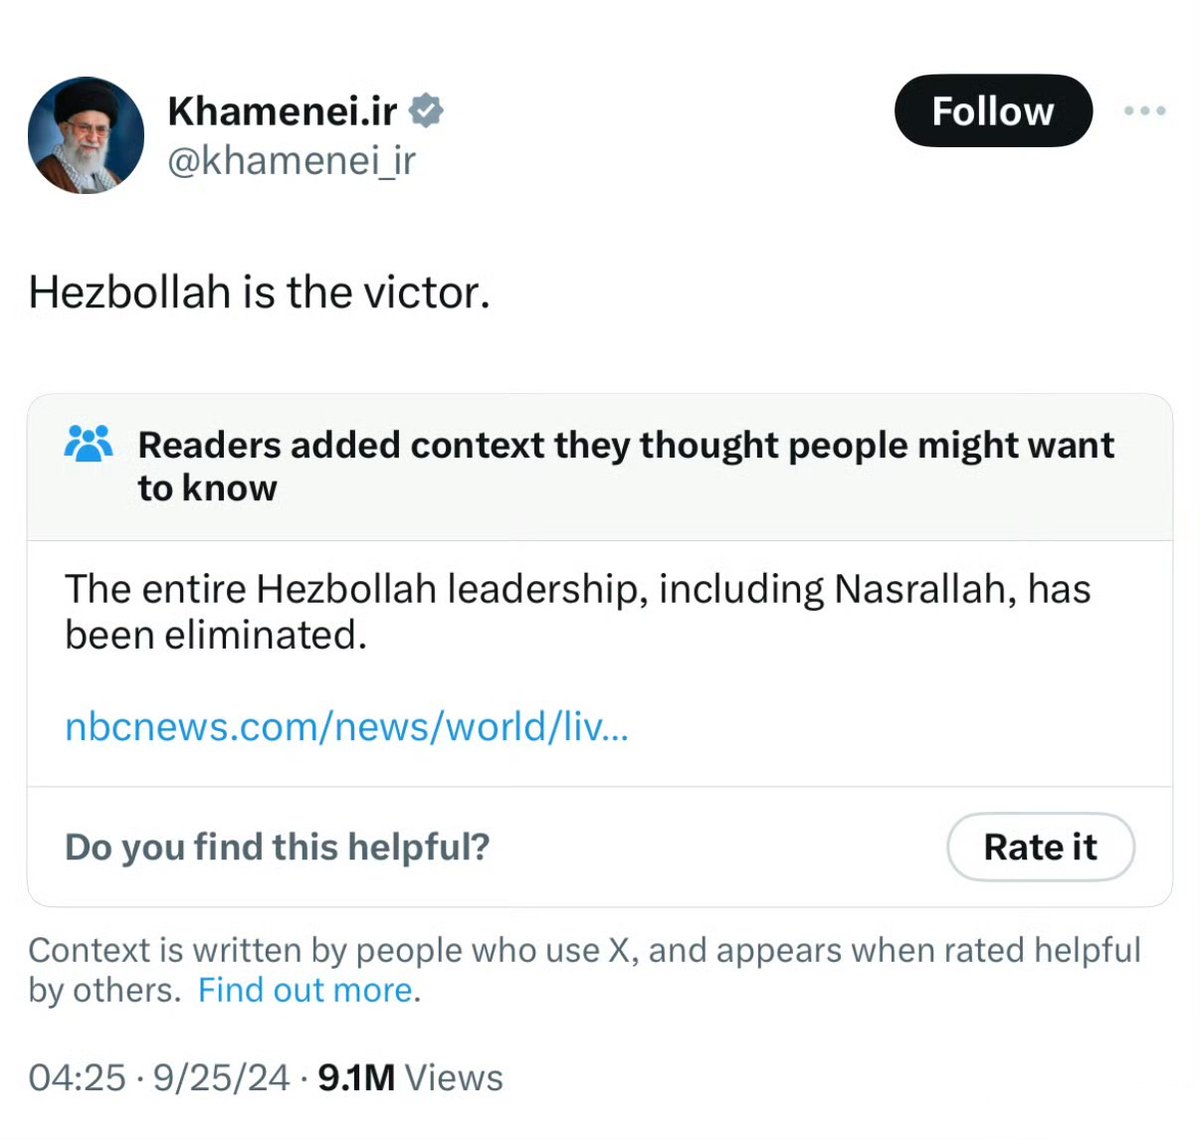 Khamenei.ir
@khamenei_ir
Follow
Hezbollah is the victor.
Readers added context they thought people might want
to know
The entire Hezbollah leadership, including Nasrallah, has
been eliminated.
nbcnews.com/news/world/liv...
Do you find this helpful?
Rate it
Context is written by people who use X, and appears when rated helpful
by others. Find out more.
04:25 · 9/25/24 · 9.1M Views